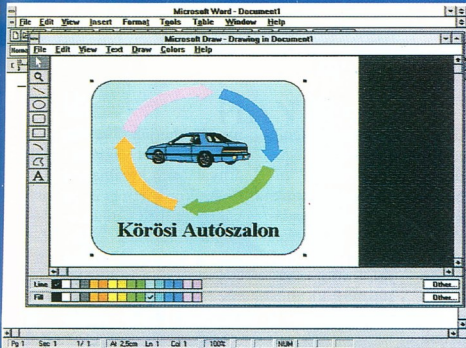 Microsoft Word - Document1
File Edit View Insert Format Tools Table Window Help
Microsoft Draw - Drawing in Document1
File Edit View Text Draw Colors Help
A
Körösi Autószalon
Line Other...
Fill Other...
Pg 1 Sec 1 1/1 At 2,5cm Ln 1 Col 1 100% NUM